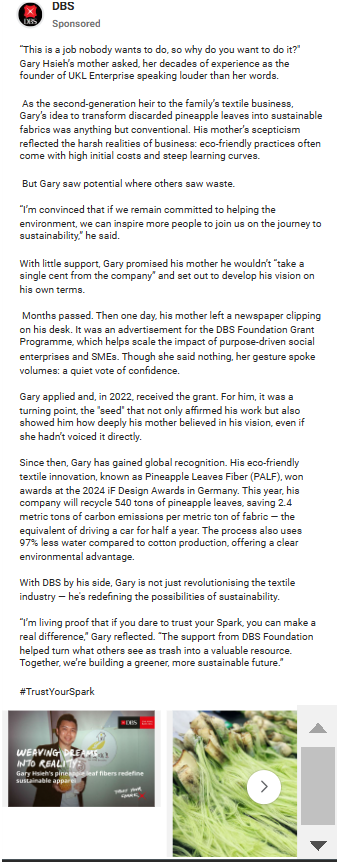 DBS
DBS
Sponsored
"This is a job nobody wants to do, so why do you want to do it?"
Gary Hsieh's mother asked, her decades of experience as the
founder of UKL Enterprise speaking louder than her words.
As the second-generation heir to the family's textile business,
Gary's idea to transform discarded pineapple leaves into sustainable
fabrics was anything but conventional. His mother's scepticism
reflected the harsh realities of business: eco-friendly practices often
come with high initial costs and steep learning curves.
But Gary saw potential where others saw waste.
"I'm convinced that if we remain committed to helping the
environment, we can inspire more people to join us on the journey to
sustainability," he said.
With little support, Gary promised his mother he wouldn't "take a
single cent from the company" and set out to develop his vision on
his own terms.
Months passed. Then one day, his mother left a newspaper clipping
on his desk. It was an advertisement for the DBS Foundation Grant
Programme, which helps scale the impact of purpose-driven social
enterprises and SMEs. Though she said nothing, her gesture spoke
volumes: a quiet vote of confidence.
Gary applied and, in 2022, received the grant. For him, it was a
turning point, the "seed" that not only affirmed his work but also
showed him how deeply his mother believed in his vision, even if
she hadn't voiced it directly.
Since then, Gary has gained global recognition. His eco-friendly
textile innovation, known as Pineapple Leaves Fiber (PALF), won
awards at the 2024 iF Design Awards in Germany. This year, his
company will recycle 540 tons of pineapple leaves, saving 2.4
metric tons of carbon emissions per metric ton of fabric — the
equivalent of driving a car for half a year. The process also uses
97% less water compared to cotton production, offering a clear
environmental advantage.
With DBS by his side, Gary is not just revolutionising the textile
industry — he's redefining the possibilities of sustainability.
"I'm living proof that if you dare to trust your Spark, you can make a
real difference," Gary reflected. "The support from DBS Foundation
helped turn what others see as trash into a valuable resource.
Together, we're building a greener, more sustainable future."
#TrustYourSpark
DBS
WEAVING DREAMS
INTO REALITY:
Gary Hsieh's pineapple leaf fibers redefine
sustainable apparel
TRUST YOUR
SPARK